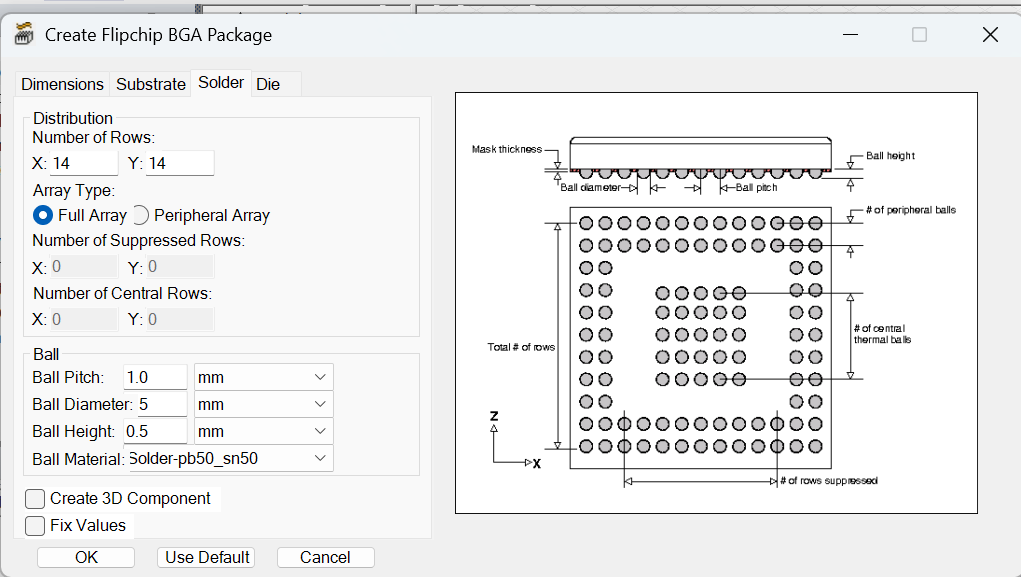 Create Flipchip BGA Package
Dimensions Substrate Solder Die
Distribution
Number of Rows:
X: 14 Y: 14
Array Type:
Full Array Peripheral Array
Number of Suppressed Rows:
X: 0 Y: 0
Number of Central Rows:
X: 0 Y: 0
Ball
Ball Pitch: 1.0 mm
Ball Diameter: 5 mm
Ball Height: 0.5 mm
Ball Material: Solder-pb50_sn50
Create 3D Component
Fix Values
OK Use Default Cancel
Mask thickness
Ball height
Ball diameter
Ball pitch
# of peripheral balls
# of central
thermal balls
Total # of rows
Z
X
# of rows suppressed